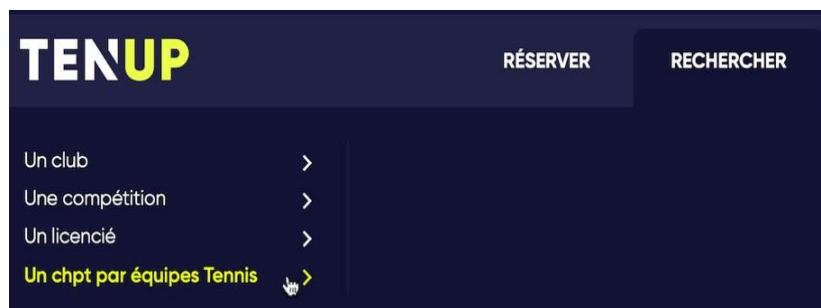 TENUP
RÉSERVER
RECHERCHER
Un club
Une compétition
Un licencié
Un chpt par équipes Tennis